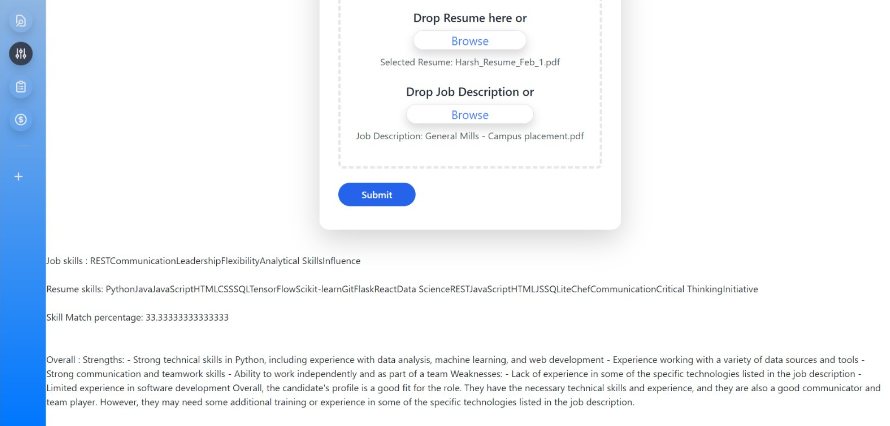 Drop Resume here or
Browse
Selected Resume: Harsh_Resume_Feb_1.pdf
Drop Job Description or
Browse
Job Description: General Mills - Campus placement.pdf
Submit
Job skills : RESTCommunicationLeadershipFlexibilityAnalytical SkillsInfluence
Resume skills: PythonJavaJavaScriptHTMLCSSSQLTensorFlowScikit-learnGitFlaskReactData ScienceRESTJavaScriptHTMLJSSQLiteChefCommunicationCritical ThinkingInitiative
Skill Match percentage: 33.33333333333333
Overall : Strengths: - Strong technical skills in Python, including experience with data analysis, machine learning, and web development - Experience working with a variety of data sources and tools -
Strong communication and teamwork skills - Ability to work independently and as part of a team Weaknesses: - Lack of experience in some of the specific technologies listed in the job description -
Limited experience in software development Overall, the candidate's profile is a good fit for the role. They have the necessary technical skills and experience, and they are also a good communicator and
team player. However, they may need some additional training or experience in some of the specific technologies listed in the job description.